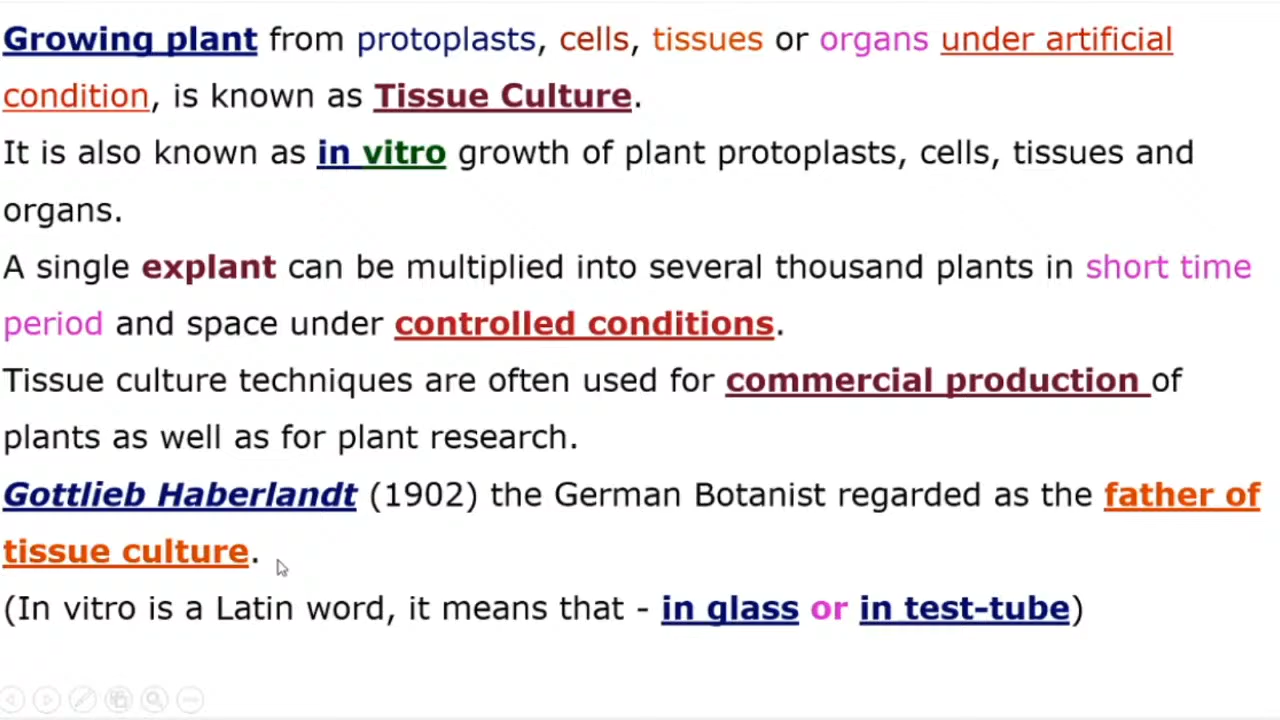 Growing plant from protoplasts, cells, tissues or organs under artificial
condition, is known as Tissue Culture.
It is also known as in vitro growth of plant protoplasts, cells, tissues and
organs.
A single explant can be multiplied into several thousand plants in short time
period and space under controlled conditions.
Tissue culture techniques are often used for commercial production of
plants as well as for plant research.
Gottlieb Haberlandt (1902) the German Botanist regarded as the father of
tissue culture.
(In vitro is a Latin word, it means that - in glass or in test-tube)